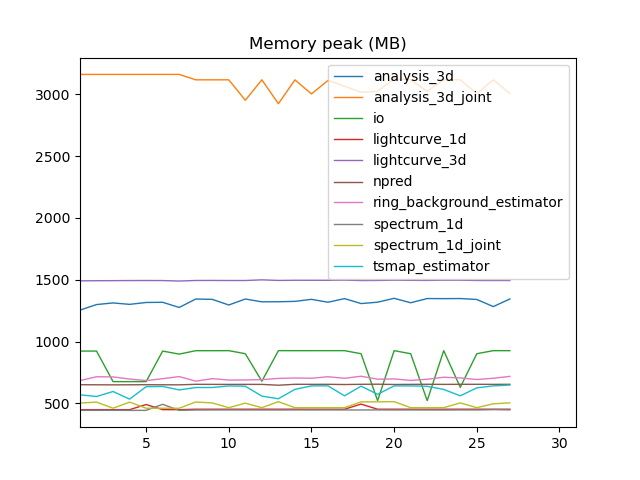 Memory peak (MB)
analysis_3d
analysis_3d_joint
io
lightcurve_1d
lightcurve_3d
npred
ring_background_estimator
spectrum_1d
spectrum_1d_joint
tsmap_estimator
3000
2500
2000
1500
1000
500
5 10 15 20 25 30